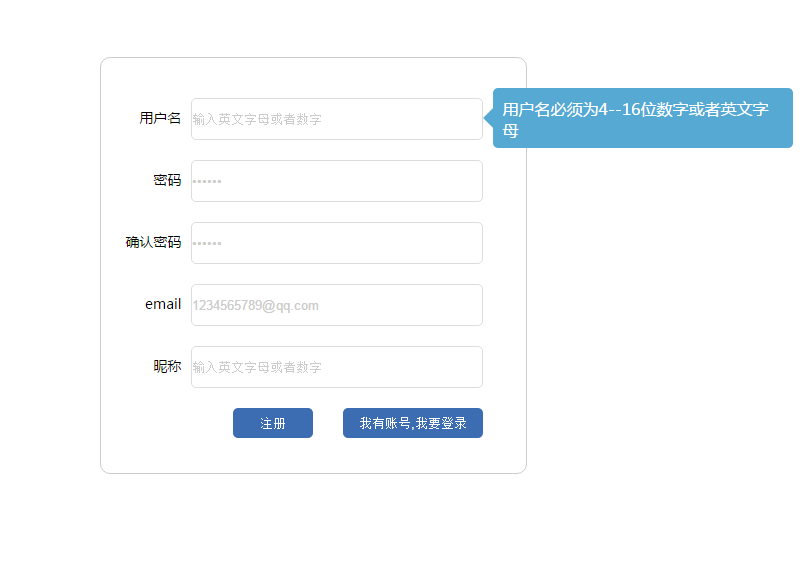 用户名
输入英文字母或者数字
用户名必须为4--16位数字或者英文字
母
密码
••••••
确认密码
••••••
email
1234565789@qq.com
昵称
输入英文字母或者数字
注册
我有账号,我要登录